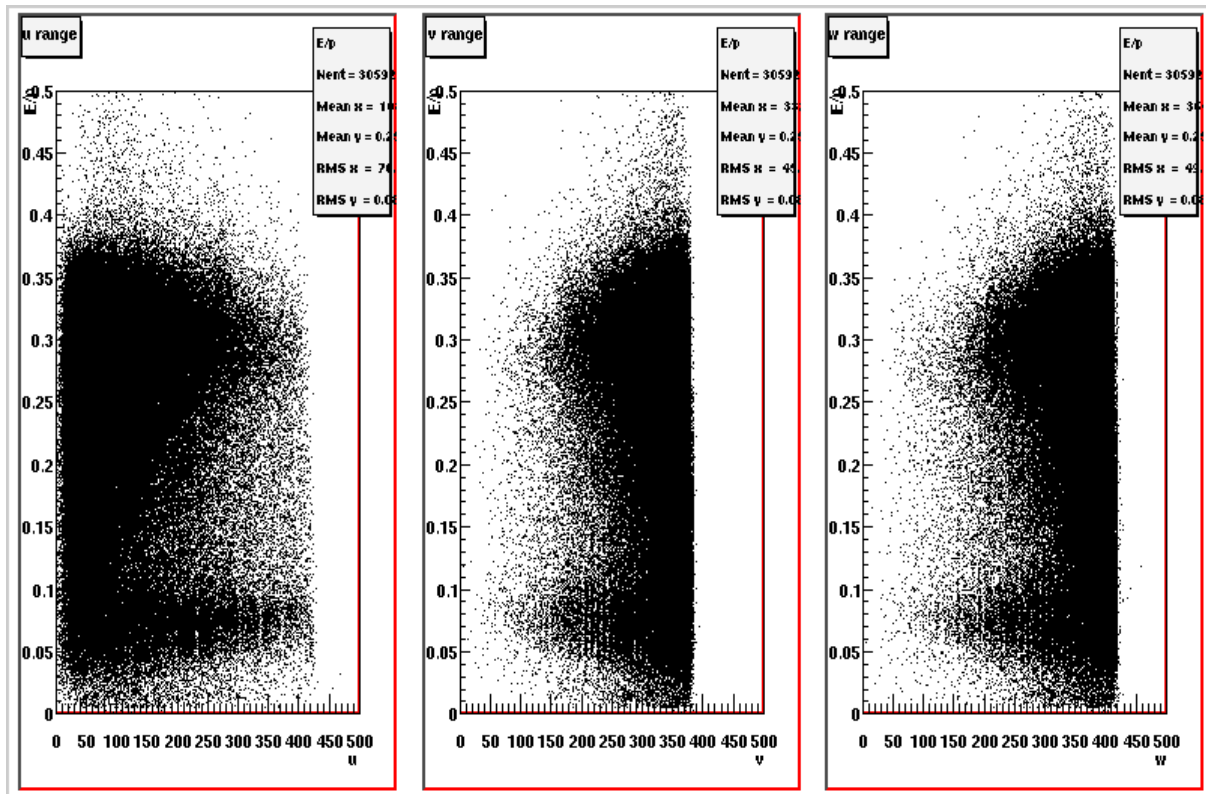 u range
E/p
Nent = 30592
Mean x = 10
Mean y = 0.2
RMS x = 76.
RMS y = 0.0
E/p
0.5
0.45
0.4
0.35
0.3
0.25
0.2
0.15
0.1
0.05
0
0 50 100 150 200 250 300 350 400 450 500
u
v range
E/p
Nent = 30592
Mean x = 33
Mean y = 0.2
RMS x = 45.
RMS y = 0.0
E/p
0.5
0.45
0.4
0.35
0.3
0.25
0.2
0.15
0.1
0.05
0
0 50 100 150 200 250 300 350 400 450 500
v
w range
E/p
Nent = 30592
Mean x = 36
Mean y = 0.2
RMS x = 49.
RMS y = 0.0
E/p
0.5
0.45
0.4
0.35
0.3
0.25
0.2
0.15
0.1
0.05
0
0 50 100 150 200 250 300 350 400 450 500
w